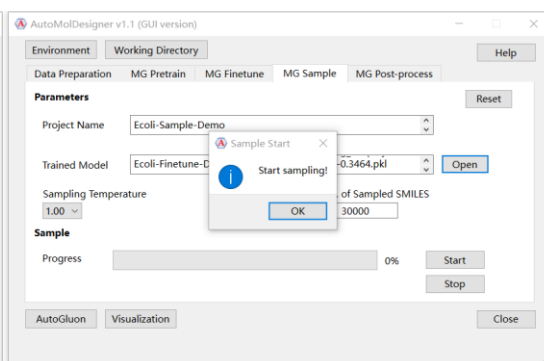 AutoMolDesigner v1.1 (GUI version)
Environment Working Directory Help
Data Preparation MG Pretrain MG Finetune MG Sample MG Post-process
Parameters Reset
Project Name Ecoli-Sample-Demo
Sample Start
Start sampling!
Trained Model Ecoli-Finetune-D -0.3464.pkl Open
Sampling Temperature of Sampled SMILES
1.00 OK 30000
Sample
Progress 0% Start
Stop
AutoGluon Visualization Close